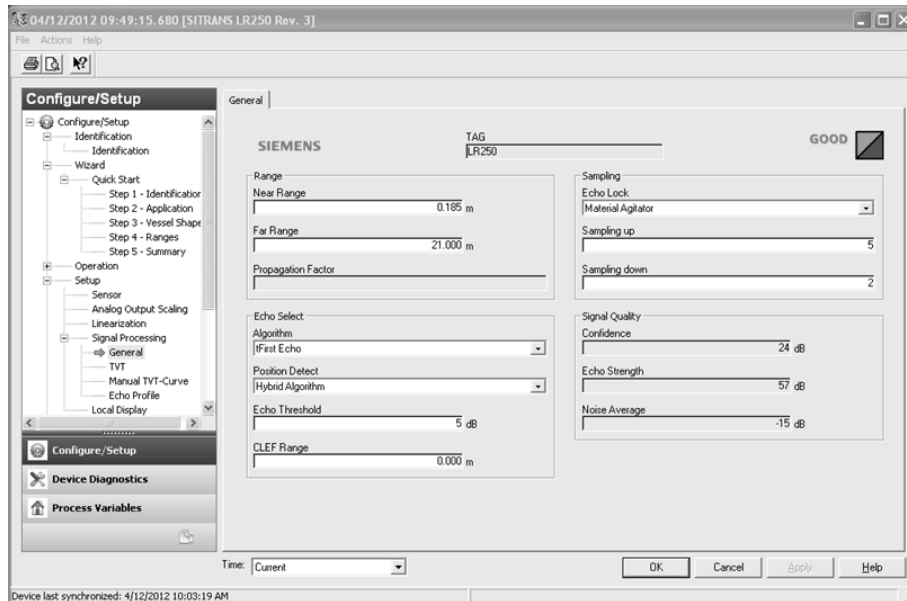 04/12/2012 09:49:15.680 [SITRANS LR250 Rev. 3]
File Actions Help
Configure/Setup
Configure/Setup
Identification
Identification
Wizard
Quick Start
Step 1 - Identification
Step 2 - Application
Step 3 - Vessel Shape
Step 4 - Ranges
Step 5 - Summary
Operation
Setup
Sensor
Analog Output Scaling
Linearization
Signal Processing
General
TVT
Manual TVT-Curve
Echo Profile
Local Display
Configure/Setup
Device Diagnostics
Process Variables
General
SIEMENS
TAG
LR250
GOOD
Range
Near Range
0.185 m
Far Range
21.000 m
Propagation Factor
Echo Select
Algorithm
tFirst Echo
Position Detect
Hybrid Algorithm
Echo Threshold
5 dB
CLEF Range
0.000 m
Sampling
Echo Lock
Material Agitator
Sampling up
5
Sampling down
2
Signal Quality
Confidence
24 dB
Echo Strength
57 dB
Noise Average
-15 dB
Time: Current
OK Cancel Apply Help
Device last synchronized: 4/12/2012 10:03:19 AM